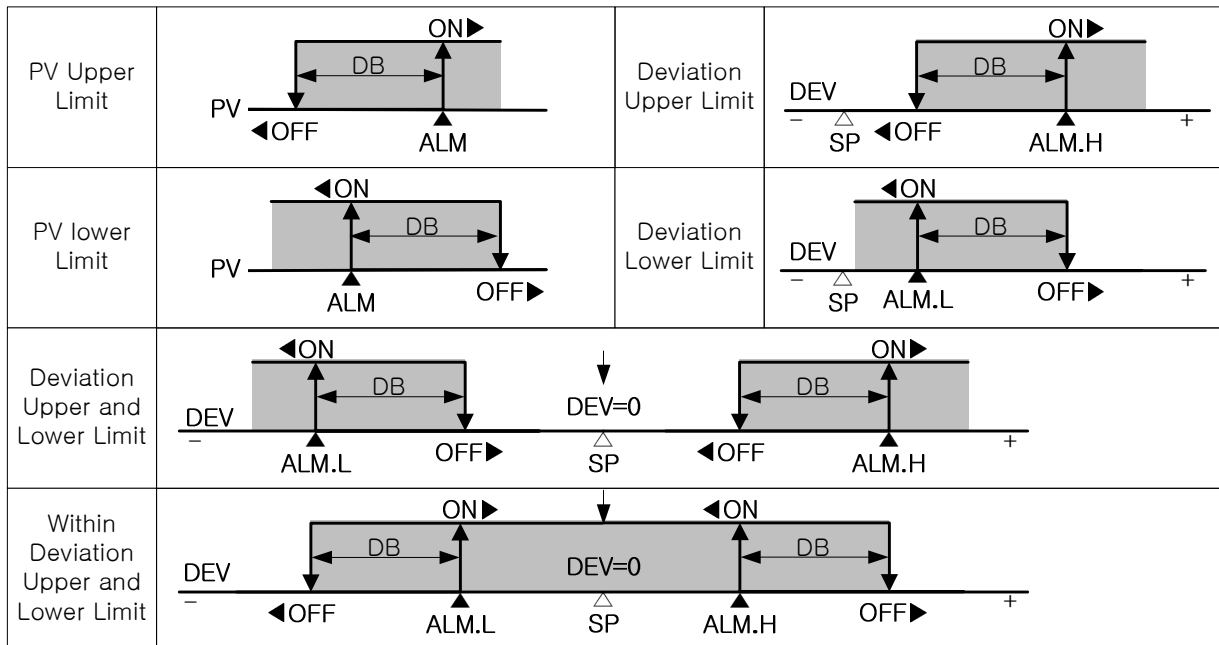 PV Upper
Limit
ON▶
DB
PV
◀OFF
ALM
Deviation
Upper Limit
ON▶
DB
DEV
−
+
SP
◀OFF
ALM.H
PV lower
Limit
◀ON
DB
PV
ALM
OFF▶
Deviation
Lower Limit
◀ON
DB
DEV
−
+
SP
ALM.L
OFF▶
Deviation
Upper and
Lower Limit
◀ON
ON▶
DB
DB
DEV
DEV=0
−
+
ALM.L
OFF▶
SP
◀OFF
ALM.H
Within
Deviation
Upper and
Lower Limit
ON▶
◀ON
DB
DB
DEV
DEV=0
−
+
◀OFF
ALM.L
SP
ALM.H
OFF▶